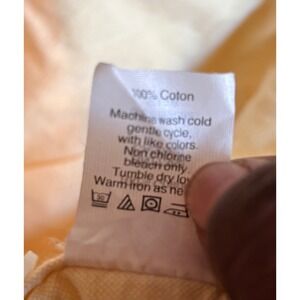 100% Coton
Machine wash cold
gentle cycle,
with like colors.
Non chlorine
bleach only
Tumble dry
Warm iron as
30